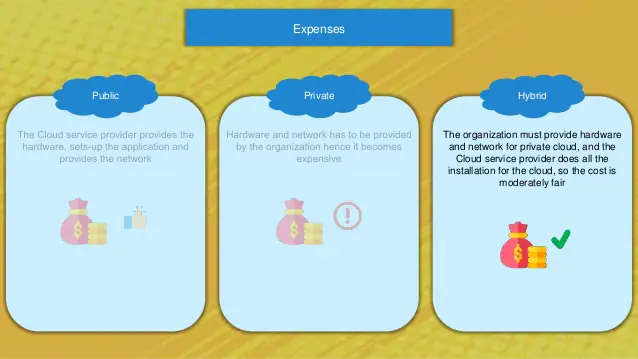 Expenses
Public
The Cloud service provider provides the
hardware, sets-up the application and
provides the network
Private
Hardware and network has to be provided
by the organization hence it becomes
expensive
Hybrid
The organization must provide hardware
and network for private cloud, and the
Cloud service provider does all the
installation for the cloud, so the cost is
moderately fair
$
$
$